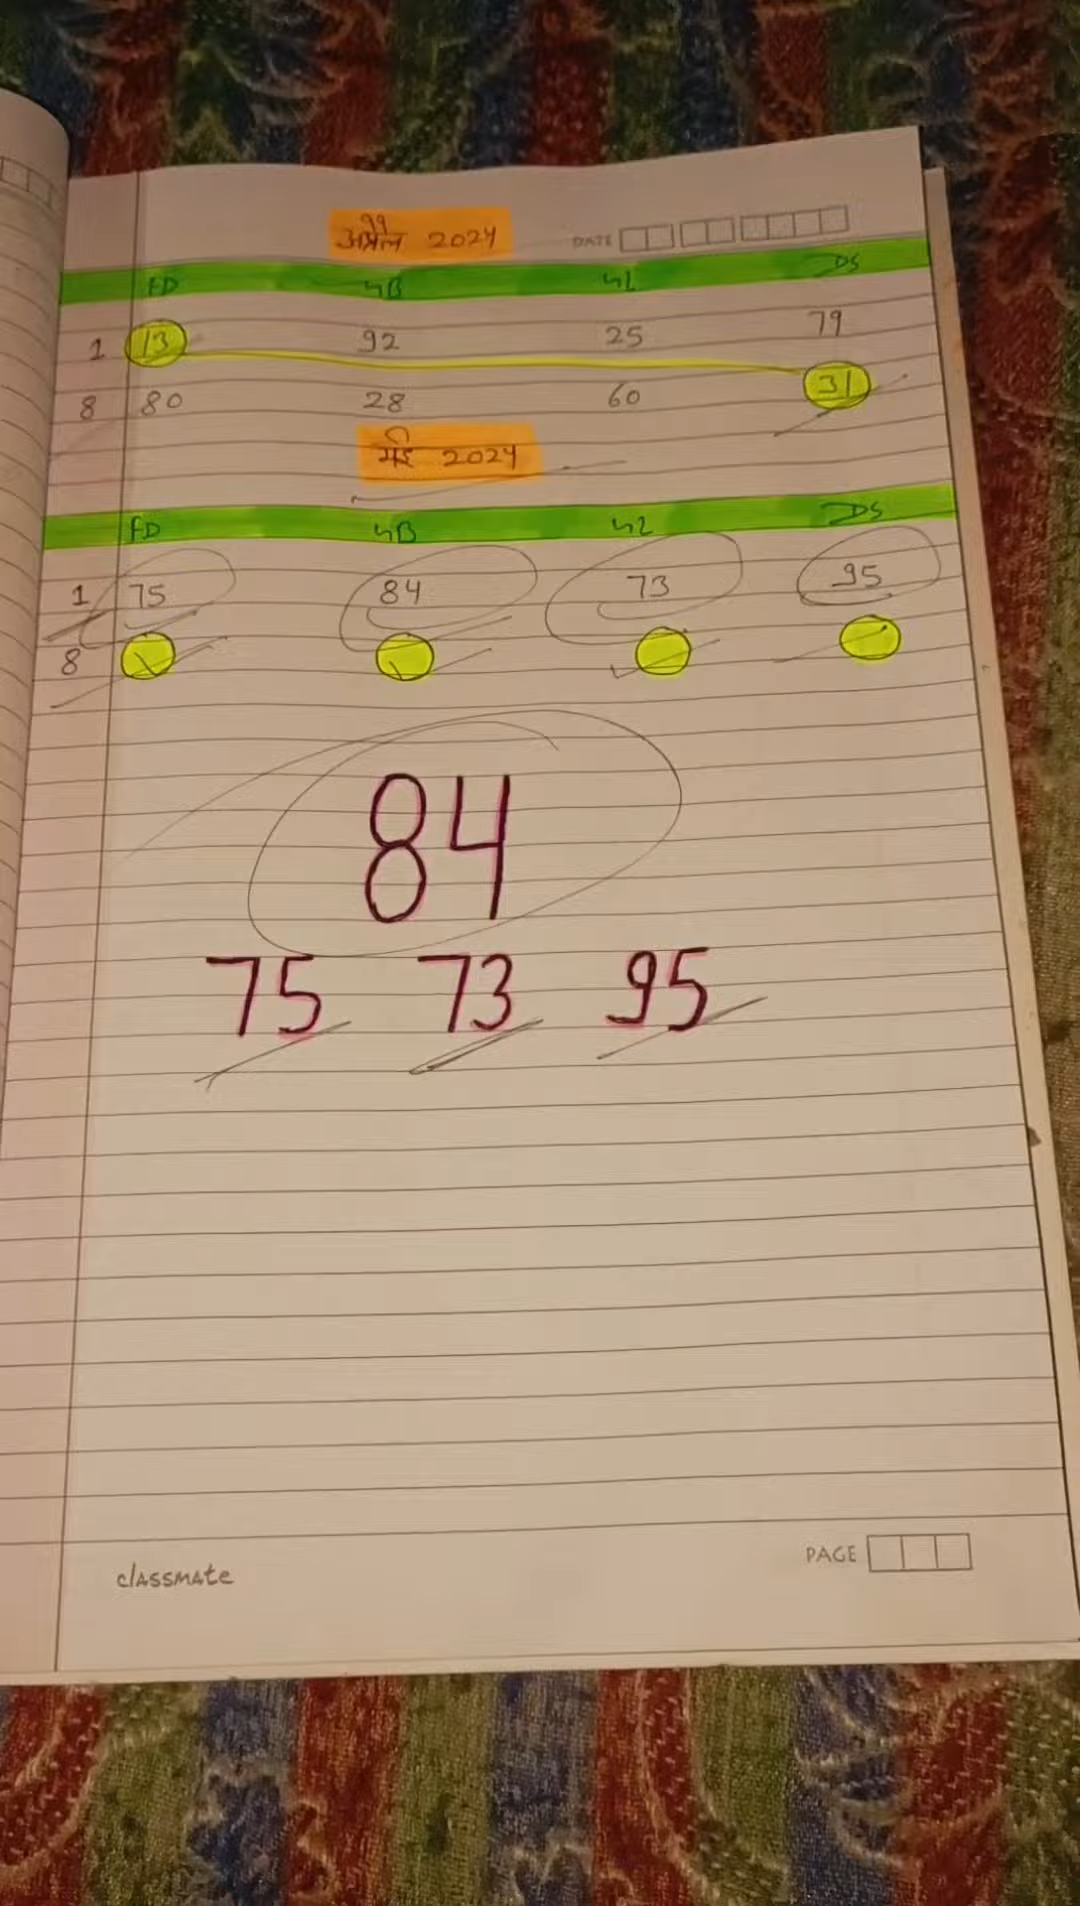 अप्रैल 2024
DATE
FD GB GL DS
1 13 92 25 79
8 80 28 60 31
मई 2024
FD GB GL DS
1 75 84 73 95
8
84
75 73 95
classmate
PAGE